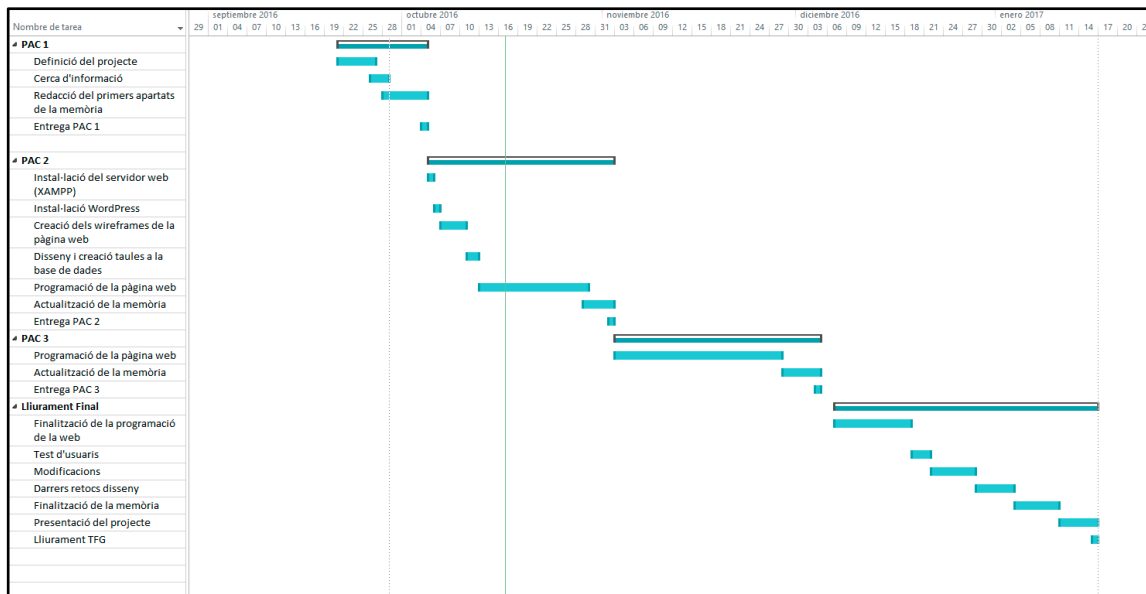 septiembre 2016 octubre 2016 noviembre 2016 diciembre 2016 enero 2017
Nombre de tarea 29 01 04 07 10 13 16 19 22 25 28 01 04 07 10 13 16 19 22 25 28 31 03 06 09 12 15 18 21 24 27 30 03 06 09 12 15 18 21 24 27 30 02 05 08 11 14 17 20
PAC 1
Definició del projecte
Cerca d'informació
Redacció del primers apartats
de la memòria
Entrega PAC 1
PAC 2
Instal·lació del servidor web
(XAMPP)
Instal·lació WordPress
Creació dels wireframes de la
pàgina web
Disseny i creació taules a la
base de dades
Programació de la pàgina web
Actualització de la memòria
Entrega PAC 2
PAC 3
Programació de la pàgina web
Actualització de la memòria
Entrega PAC 3
Lliurament Final
Finalització de la programació
de la web
Test d'usuaris
Modificacions
Darrers retocs disseny
Finalització de la memòria
Presentació del projecte
Lliurament TFG